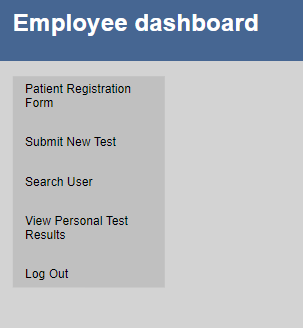 Employee dashboard
Patient Registration
Form
Submit New Test
Search User
View Personal Test
Results
Log Out